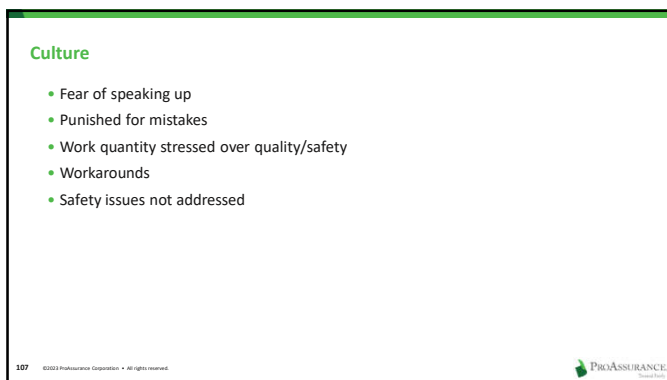 Culture
• Fear of speaking up
• Punished for mistakes
• Work quantity stressed over quality/safety
• Workarounds
• Safety issues not addressed
107 ©2023 ProAssurance Corporation • All rights reserved.
PROASSURANCE